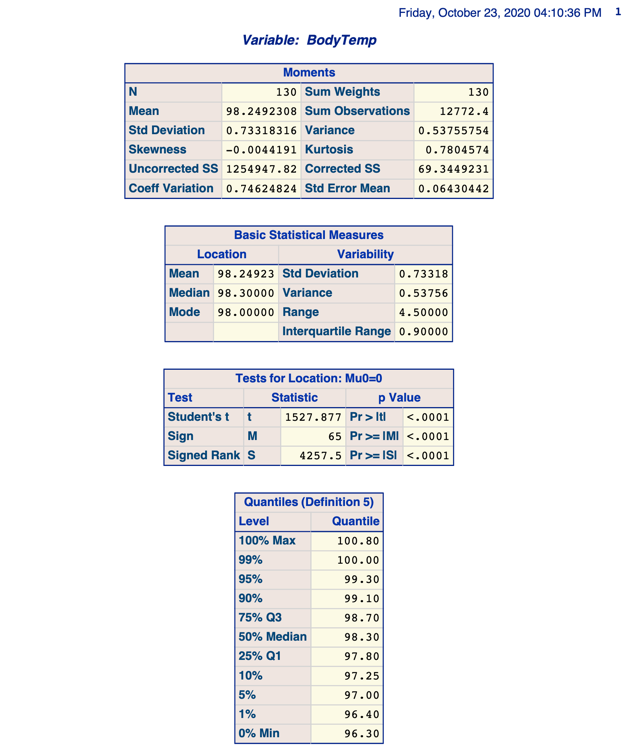 Friday, October 23, 2020 04:10:36 PM 1
Variable: BodyTemp
Moments
N 130 Sum Weights 130
Mean 98.2492308 Sum Observations 12772.4
Std Deviation 0.73318316 Variance 0.53755754
Skewness -0.0044191 Kurtosis 0.7804574
Uncorrected SS 1254947.82 Corrected SS 69.3449231
Coeff Variation 0.74624824 Std Error Mean 0.06430442
Basic Statistical Measures
Location Variability
Mean 98.24923 Std Deviation 0.73318
Median 98.30000 Variance 0.53756
Mode 98.00000 Range 4.50000
Interquartile Range 0.90000
Tests for Location: Mu0=0
Test Statistic p Value
Student's t t 1527.877 Pr > |t| <.0001
Sign M 65 Pr >= |M| <.0001
Signed Rank S 4257.5 Pr >= |S| <.0001
Quantiles (Definition 5)
Level Quantile
100% Max 100.80
99% 100.00
95% 99.30
90% 99.10
75% Q3 98.70
50% Median 98.30
25% Q1 97.80
10% 97.25
5% 97.00
1% 96.40
0% Min 96.30